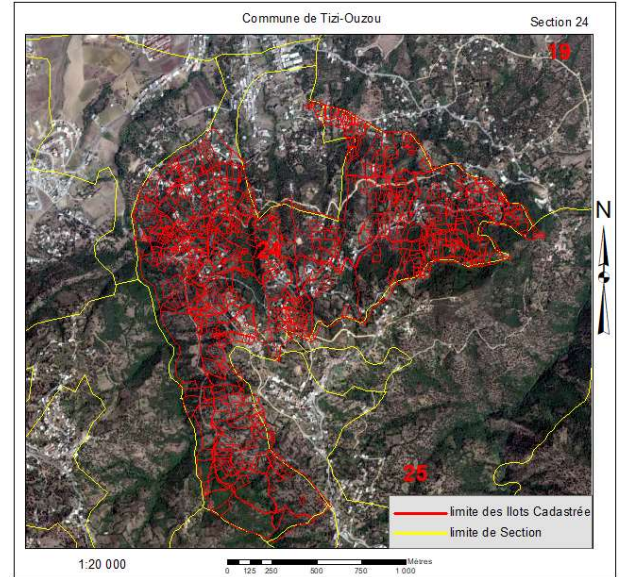 Commune de Tizi-Ouzou
Section 24
19
N
24
25
limite des Ilots Cadastrée
limite de Section
1:20 000
Mètres
0 125 250 500 750 1 000